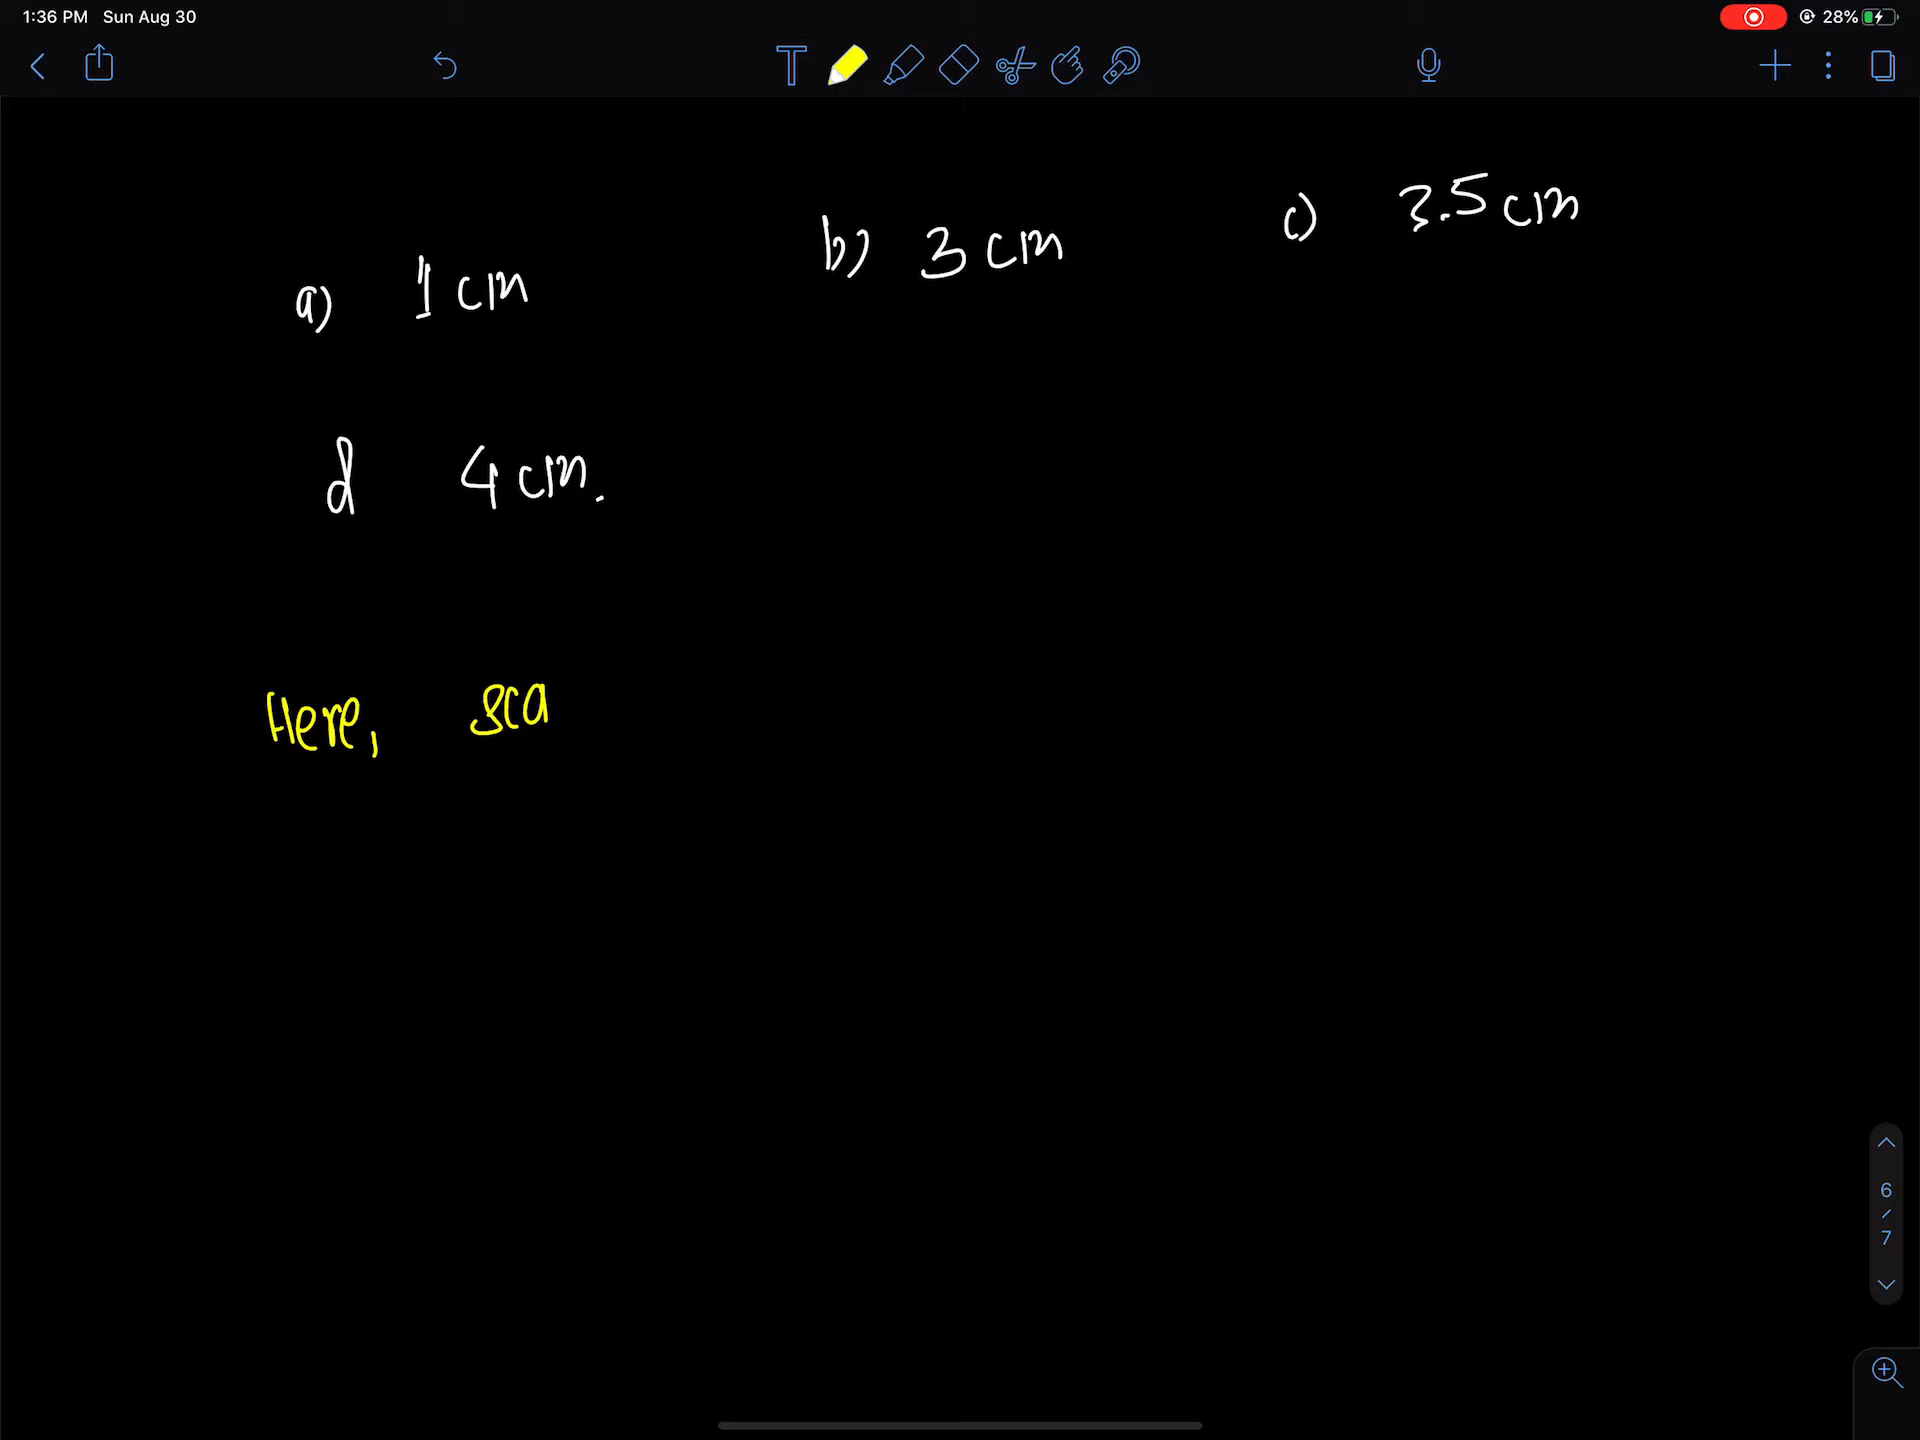 1:36 PM Sun Aug 30
28%
a) 1 cm
b) 3 cm
c) 3.5 cm
d 4 cm.
Here, sca
6
/
7